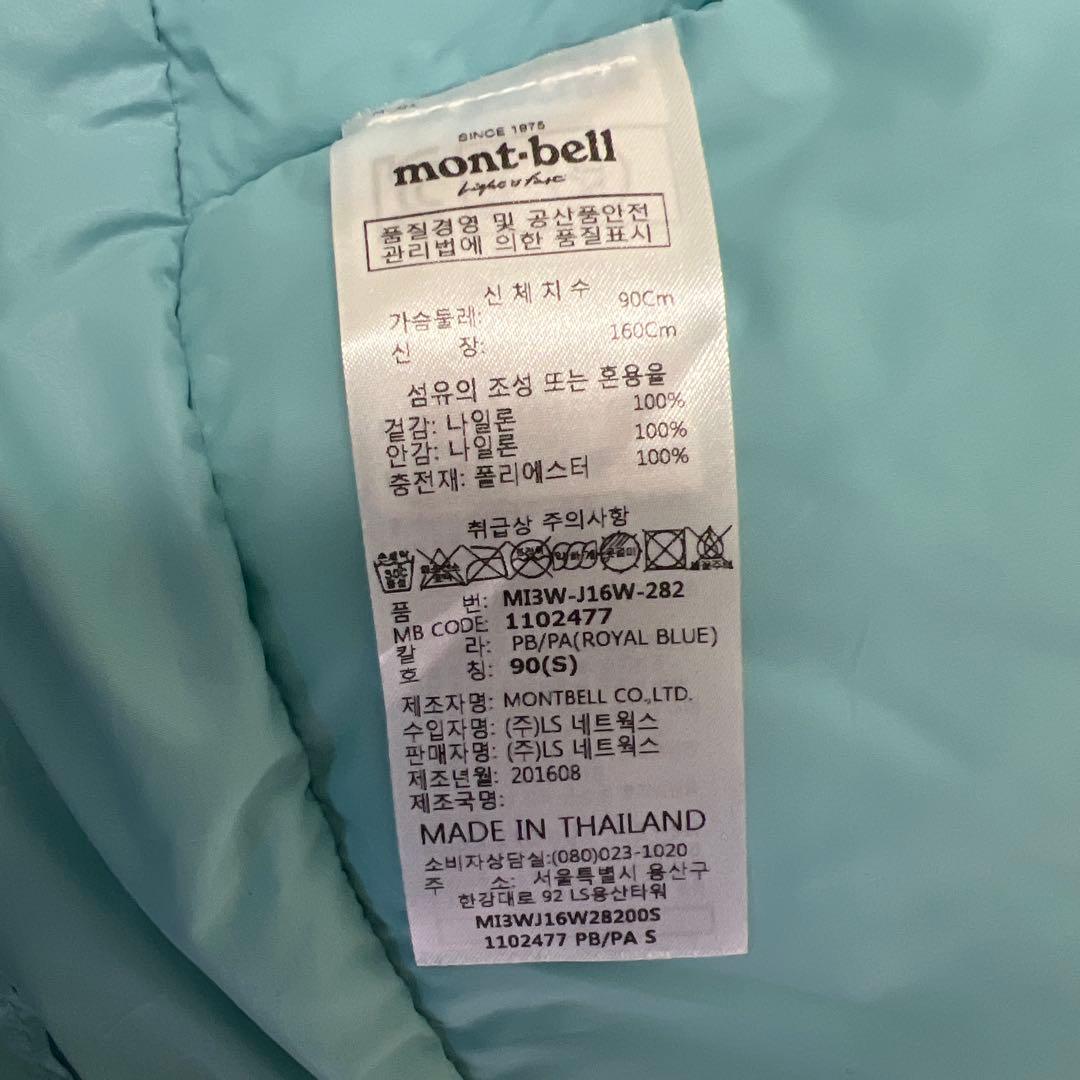 SINCE 1975
mont-bell
Light & Fast
품질경영 및 공산품안전
관리법에 의한 품질표시
신체치수
가슴둘레: 90Cm
신 장: 160Cm
섬유의 조성 또는 혼용율
겉감: 나일론 100%
안감: 나일론 100%
충전재: 폴리에스터 100%
취급상 주의사항
손세탁
30C
중성
품 번: MI3W-J16W-282
MB CODE: 1102477
칼 라: PB/PA(ROYAL BLUE)
호 칭: 90(S)
제조자명: MONTBELL CO.,LTD.
수입자명: (주)LS 네트웍스
판매자명: (주)LS 네트웍스
제조년월: 201608
제조국명:
MADE IN THAILAND
소비자상담실:(080)023-1020
주 소: 서울특별시 용산구
한강대로 92 LS용산타워
MI3WJ16W28200S
1102477 PB/PA S